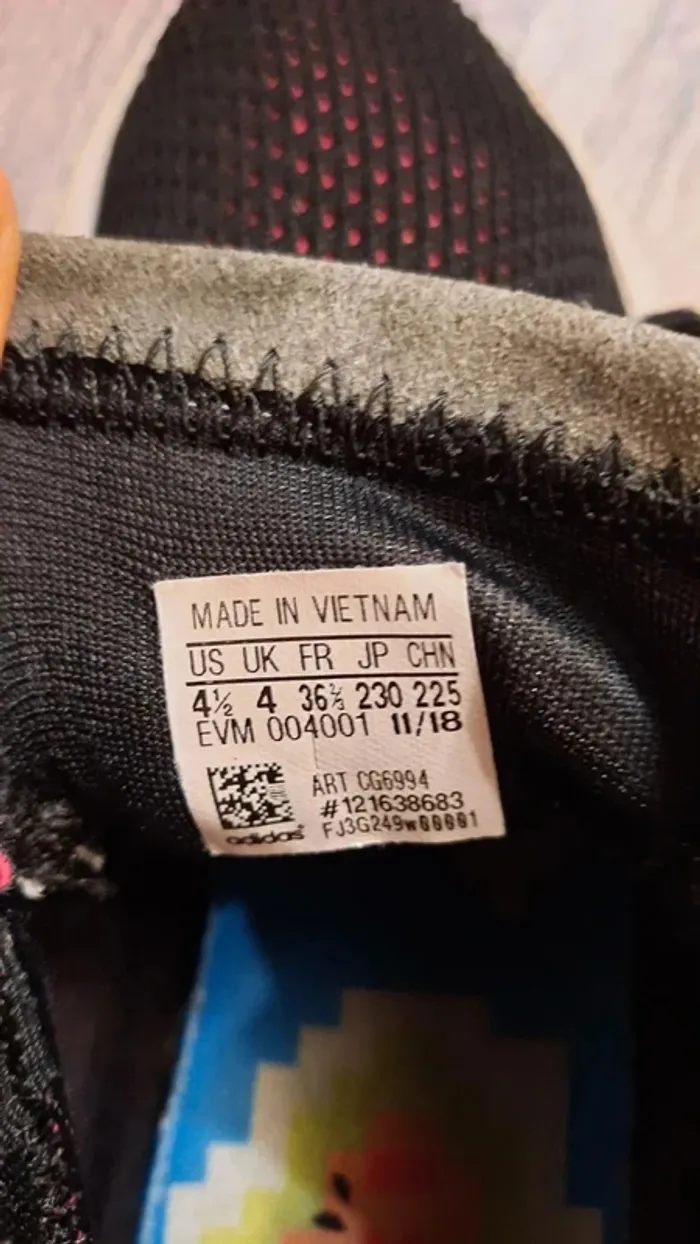 MADE IN VIETNAM
US UK FR JP CHN
4½ 4 36⅔ 230 225
EVM 004001 11/18
ART CG6994
#121638683
FJ3G249w00001
adidas